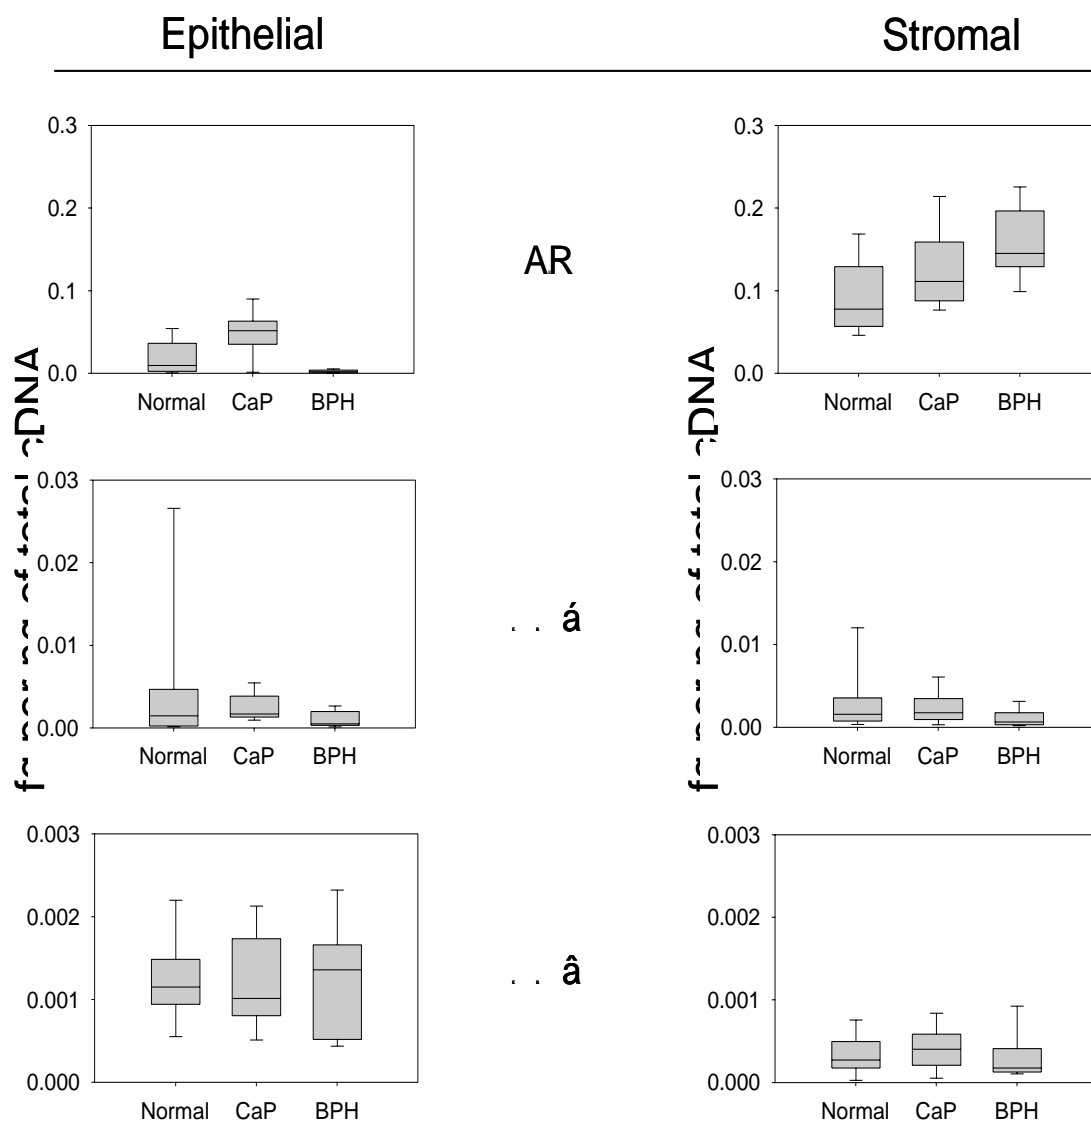 Epithelial Stromal
0.3 0.3
0.2 0.2
AR
0.1 0.1
0.0 0.0
Normal CaP BPH Normal CaP BPH
0.03 0.03
0.02 0.02
0.01 0.01
á
0.00 0.00
Normal CaP BPH Normal CaP BPH
0.003 0.003
0.002 0.002
0.001 0.001
â
0.000 0.000
Normal CaP BPH Normal CaP BPH